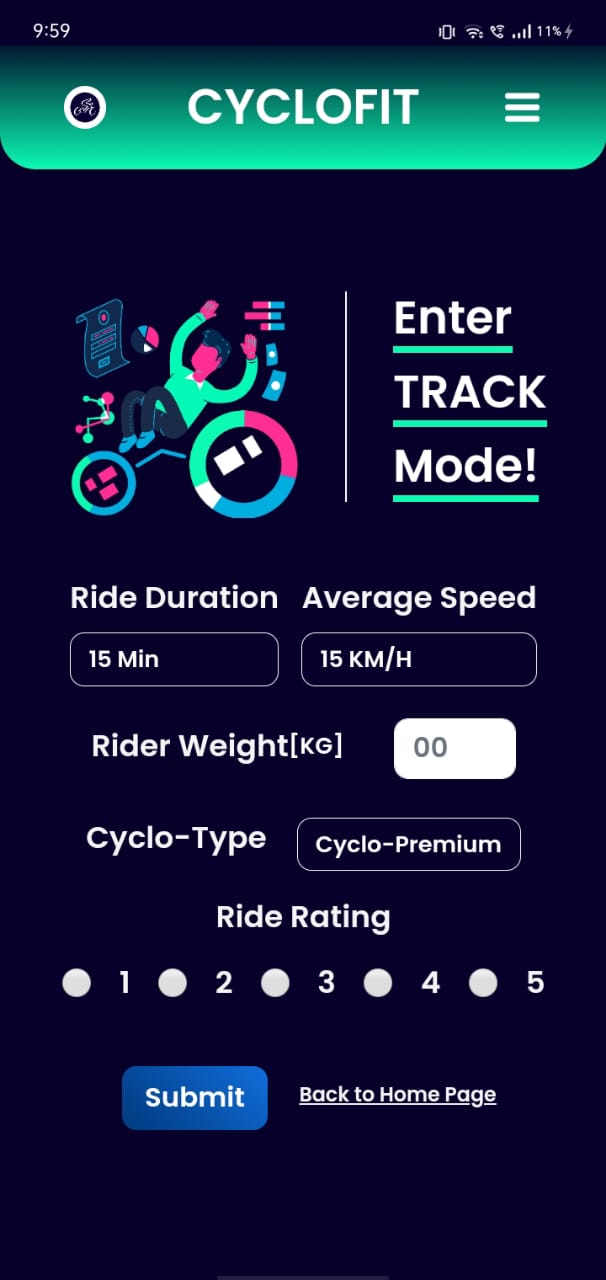 9:59
11%
CYCLOFIT
Enter
TRACK
Mode!
Ride Duration Average Speed
15 Min 15 KM/H
Rider Weight[KG] 00
Cyclo-Type Cyclo-Premium
Ride Rating
1 2 3 4 5
Submit Back to Home Page